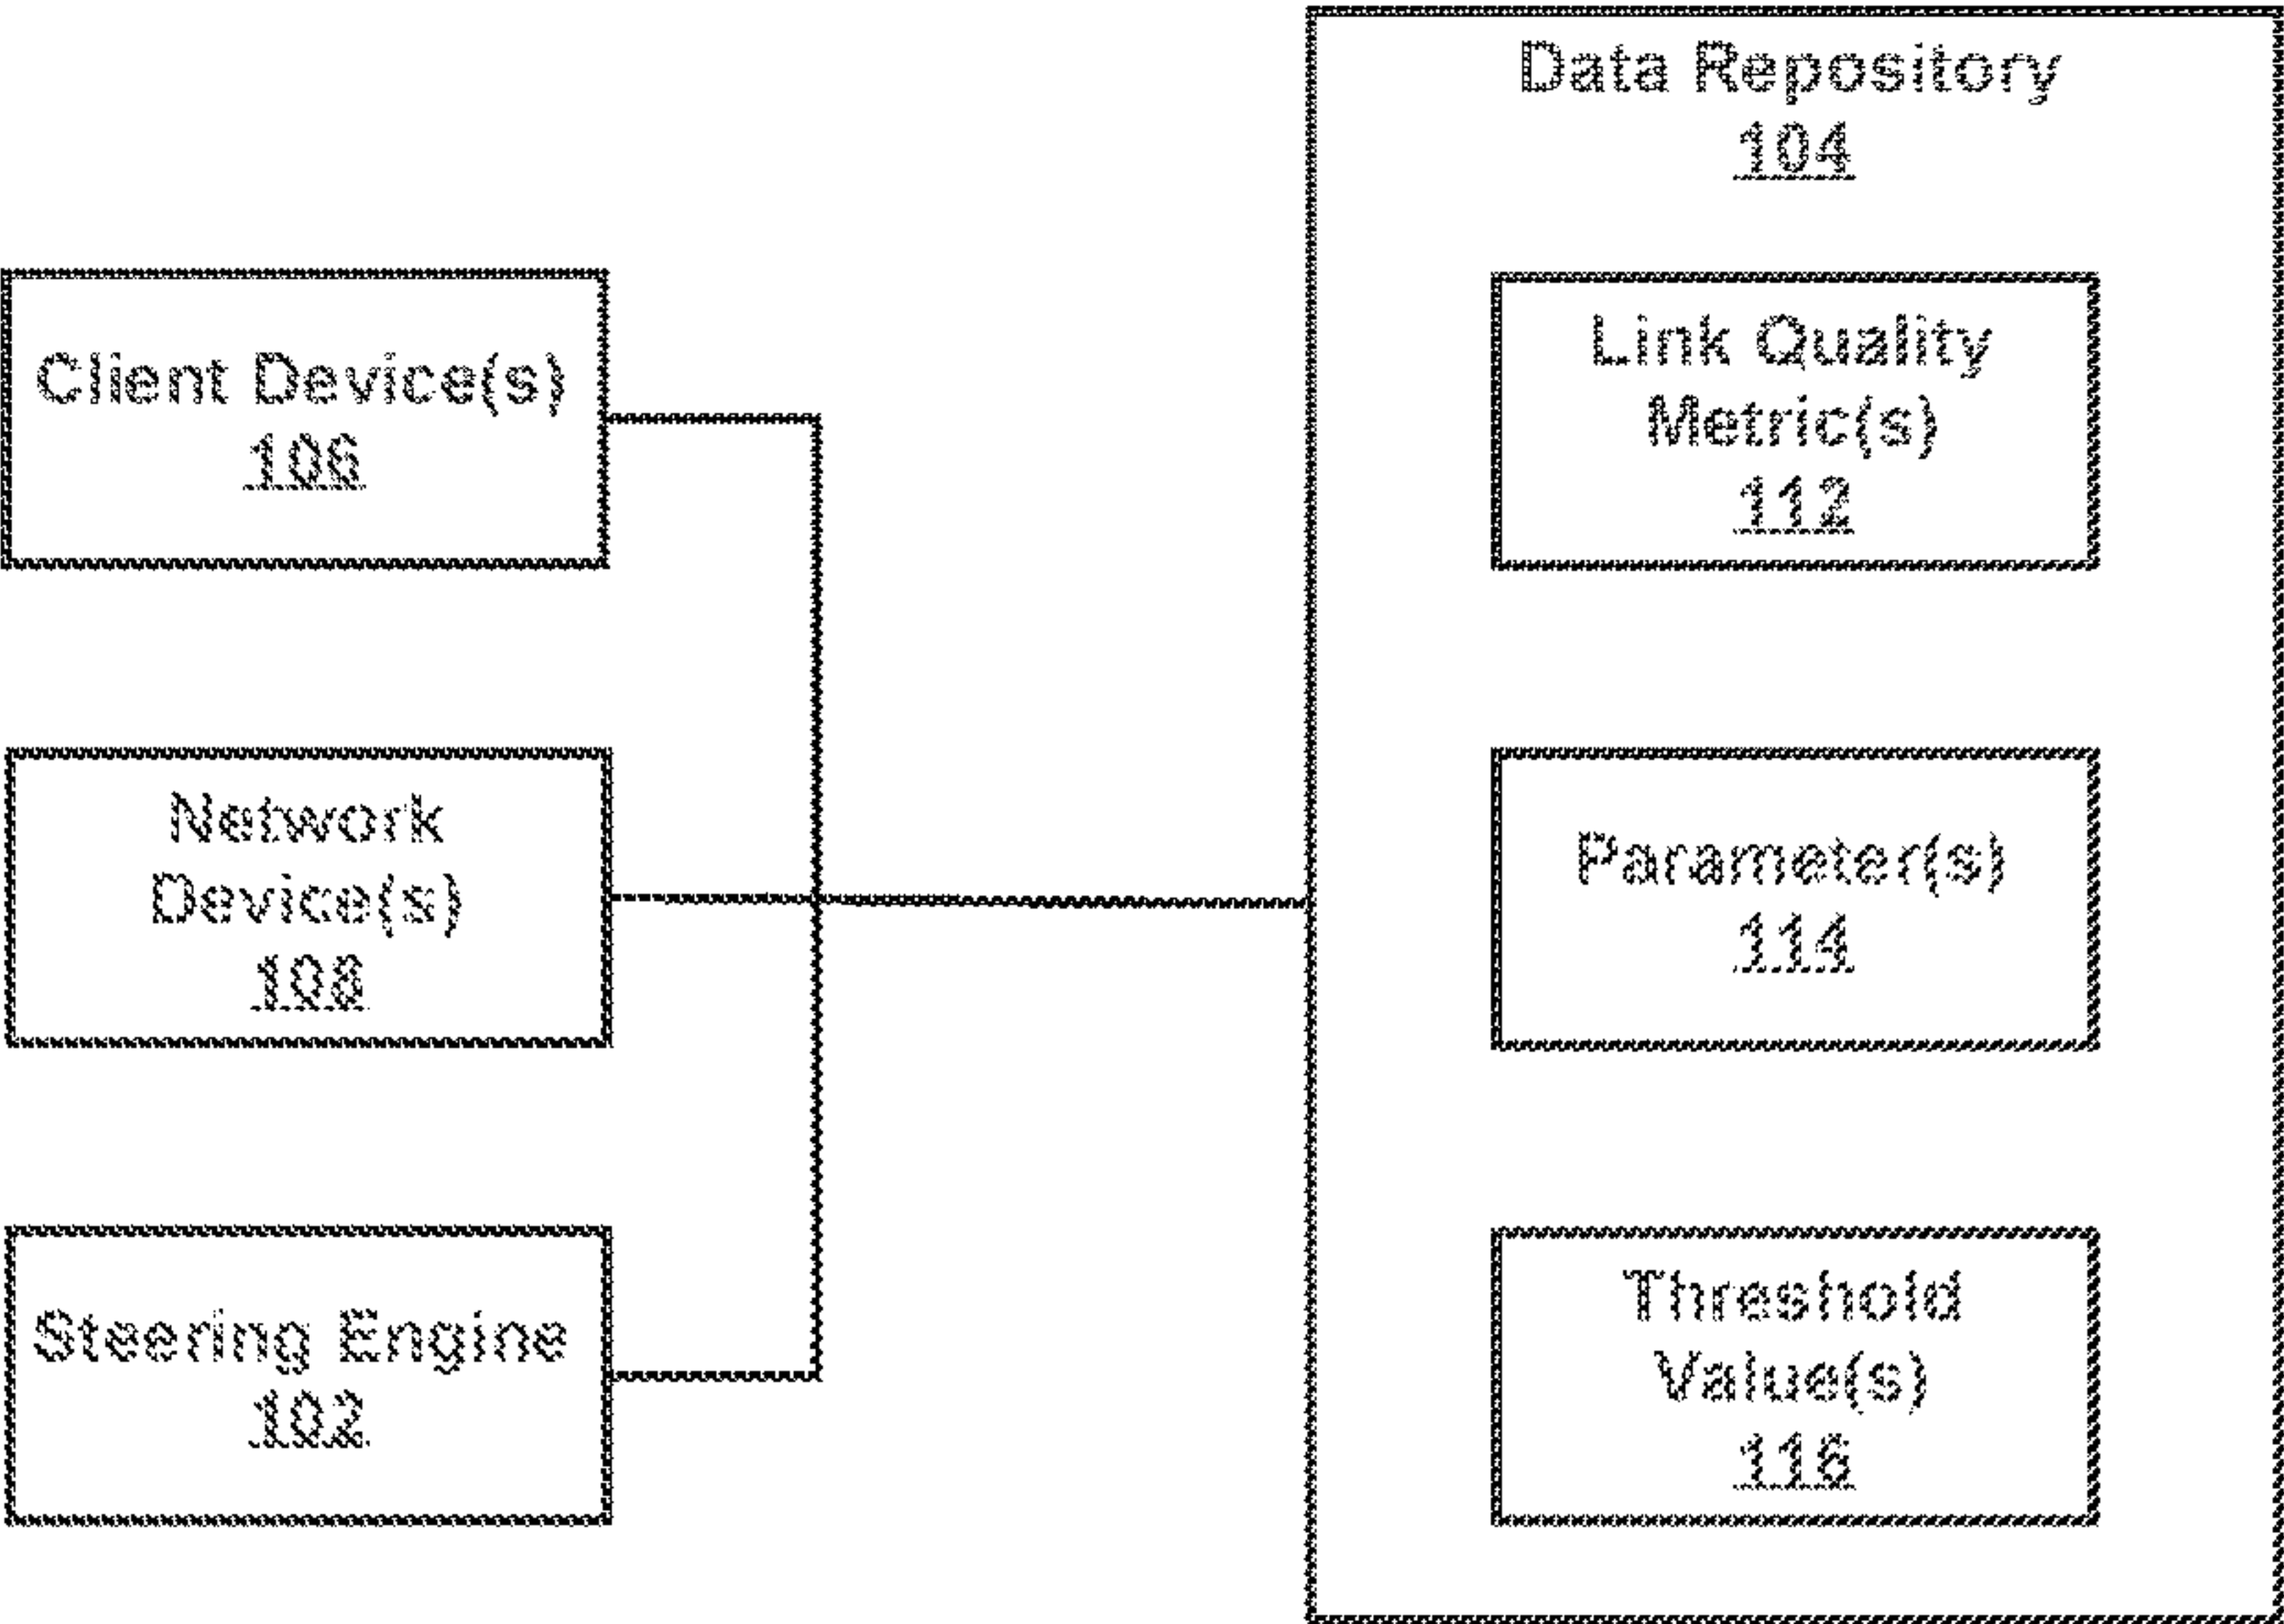 Data Repository
104
Client Device(s)
106
Link Quality
Metric(s)
112
Network
Device(s)
108
Parameter(s)
114
Steering Engine
102
Threshold
Value(s)
116